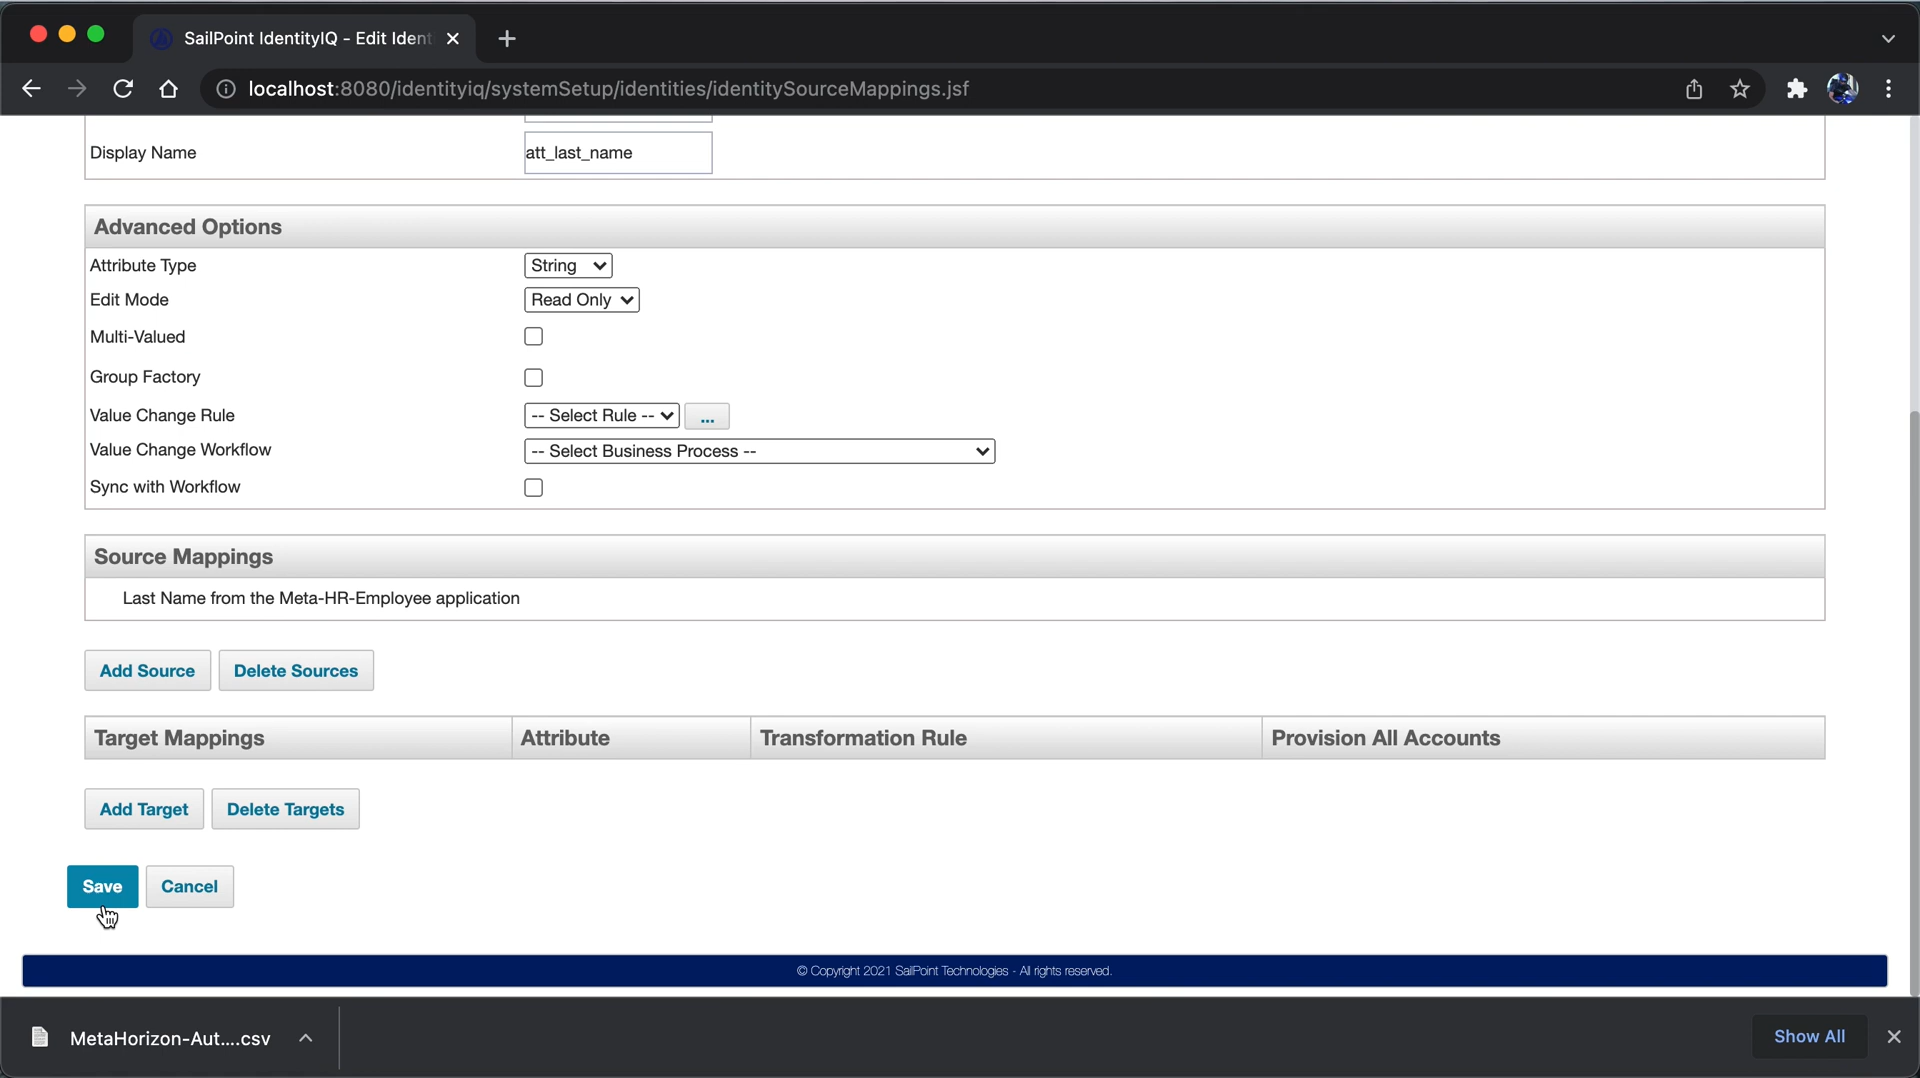 SailPoint IdentityIQ - Edit Ident
localhost:8080/identityiq/systemSetup/identities/identitySourceMappings.jsf
Display Name att_last_name
Advanced Options
Attribute Type String
Edit Mode Read Only
Multi-Valued
Group Factory
Value Change Rule -- Select Rule -- ...
Value Change Workflow -- Select Business Process --
Sync with Workflow
Source Mappings
Last Name from the Meta-HR-Employee application
Add Source Delete Sources
Target Mappings Attribute Transformation Rule Provision All Accounts
Add Target Delete Targets
Save Cancel
© Copyright 2021 SailPoint Technologies - All rights reserved.
MetaHorizon-Aut....csv Show All